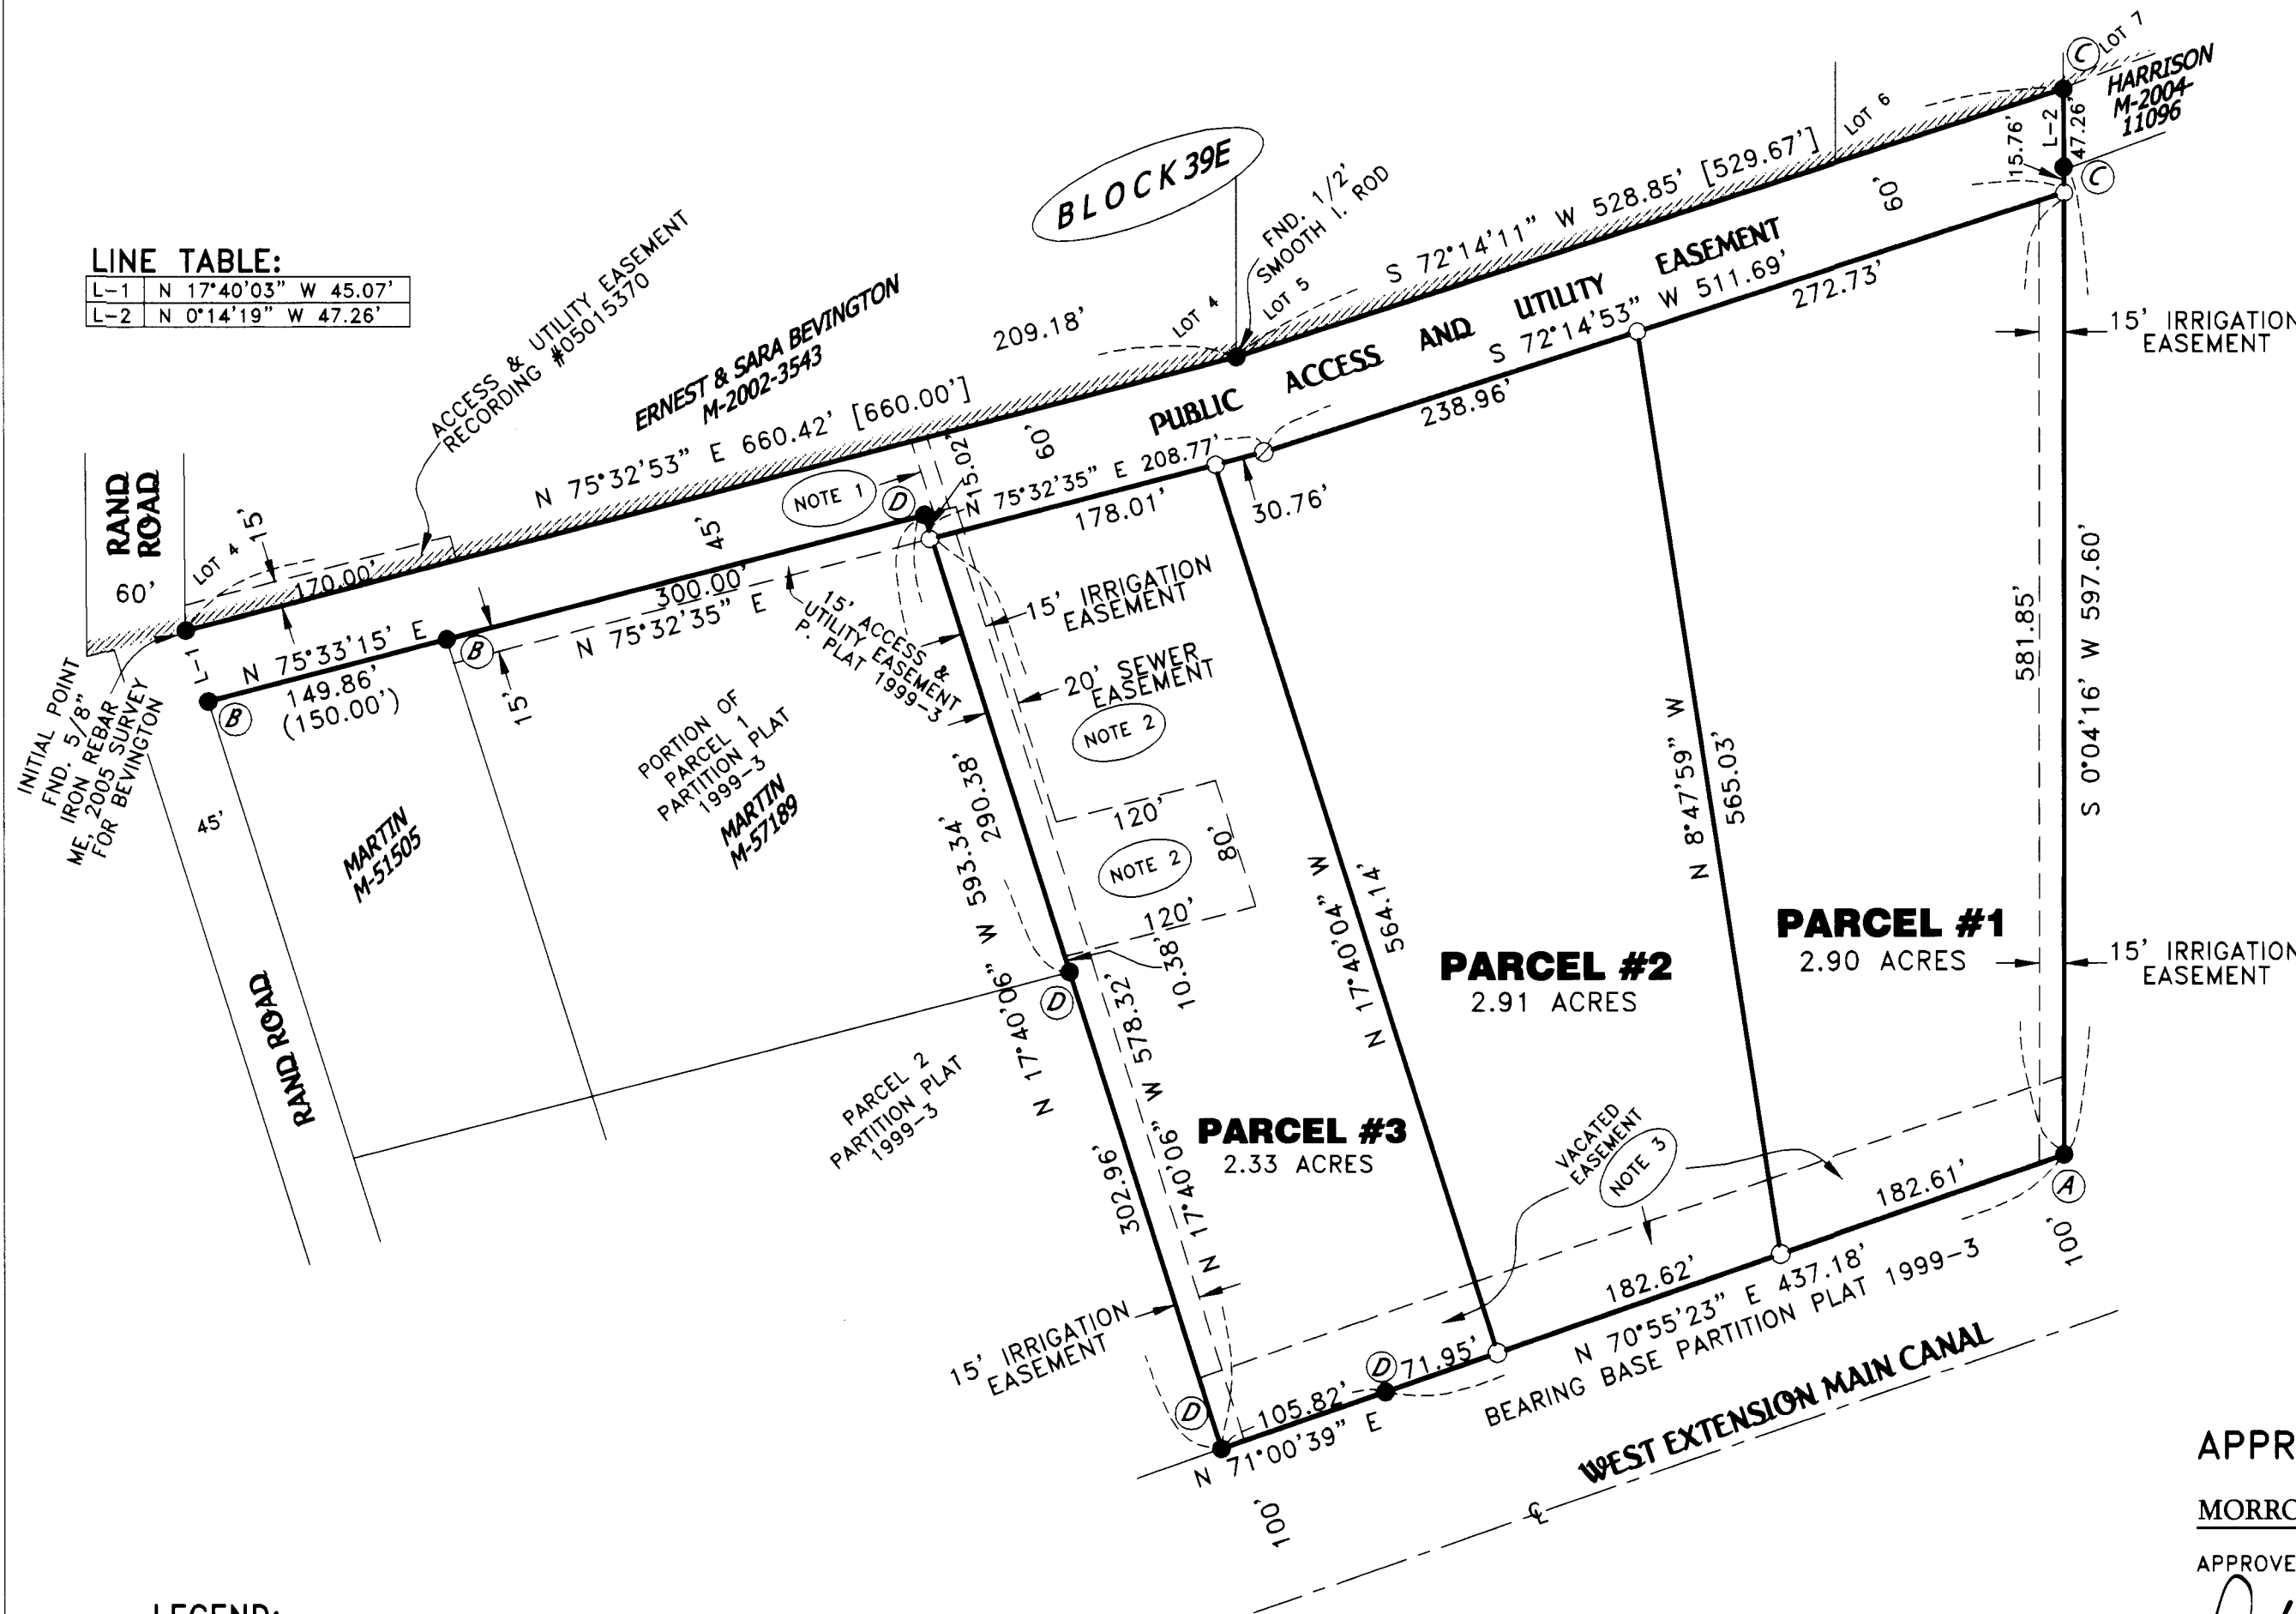 LINE TABLE:
L-1 N 17°40'03" W 45.07'
L-2 N 0°14'19" W 47.26'
RAND
ROAD
60'
LOT 4
15'
170.00'
ACCESS & UTILITY EASEMENT
RECORDING #05015370
ERNEST & SARA BEVINGTON
M-2002-3543
N 75°32'53" E 660.42' [660.00']
209.18'
LOT 4
BLOCK 39E
FND. 1/2'
SMOOTH I. ROD
LOT 5
S 72°14'11" W 528.85' [529.67']
LOT 6
60'
C
LOT 7
HARRISON
M-2004-
11096
15.76'
L-2
47.26'
C
PUBLIC ACCESS AND UTILITY EASEMENT
S 72°14'53" W 511.69'
272.73'
238.96'
15' IRRIGATION
EASEMENT
NOTE 1
D
15.02'
60'
N 75°32'35" E 208.77'
178.01'
30.76'
45'
300.00'
N 75°32'35" E
L-1
N 75°33'15' E
149.86'
(150.00')
B
B
15'
INITIAL POINT
FND. 5/8"
IRON REBAR
ME, 2005 SURVEY
FOR BEVINGTON
45'
MARTIN
M-51505
PORTION OF
PARCEL 1
PARTITION PLAT
1999-3
MARTIN
M-57189
15' ACCESS &
UTILITY EASEMENT
P. PLAT 1999-3
15' IRRIGATION
EASEMENT
20' SEWER
EASEMENT
NOTE 2
120'
80'
NOTE 2
120'
10.38'
290.38'
N 17°40'06" W 593.34'
D
N 17°40'06" W 578.32'
302.96'
N 17°40'04" W
564.14'
N 8°47'59" W
565.03'
581.85'
S 0°04'16' W 597.60'
PARCEL #1
2.90 ACRES
15' IRRIGATION
EASEMENT
PARCEL #2
2.91 ACRES
PARCEL #3
2.33 ACRES
RAND ROAD
PARCEL 2
PARTITION PLAT
1999-3
VACATED
EASEMENT
NOTE 3
182.61'
A
100'
182.62'
N 70°55'23" E 437.18'
BEARING BASE PARTITION PLAT 1999-3
15' IRRIGATION
EASEMENT
D
D
71.95'
105.82'
N 71°00'39" E
100'
WEST EXTENSION MAIN CANAL
℄
APPR
MORRO
APPROVE
LEGEND: